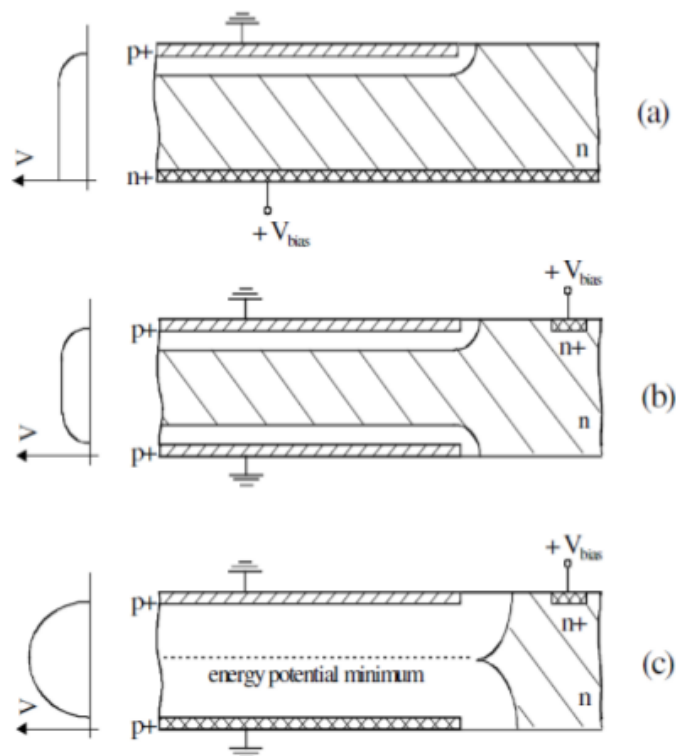 p+
(a)
V
n
n+
+ V_bias
+ V_bias
p+
n+
(b)
V
n
p+
+ V_bias
p+
n+
energy potential minimum
(c)
V
n
p+